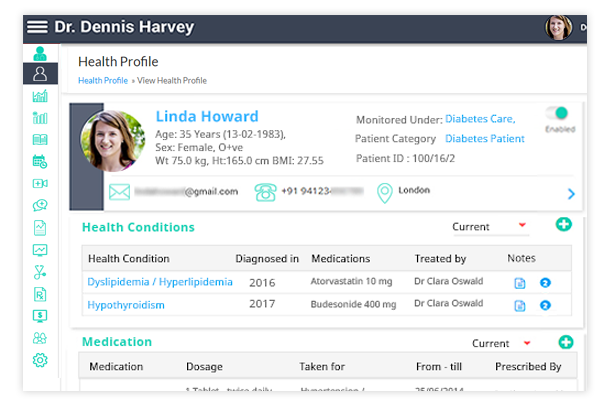 Dr. Dennis Harvey
D
Health Profile
Health Profile » View Health Profile
Linda Howard
Age: 35 Years (13-02-1983),
Sex: Female, O+ve
Wt 75.0 kg, Ht:165.0 cm BMI: 27.55
Monitored Under: Diabetes Care,
Patient Category Diabetes Patient
Patient ID : 100/16/2
Enabled
@gmail.com +91 94123- London
Health Conditions Current
Health Condition Diagnosed in Medications Treated by Notes
Dyslipidemia / Hyperlipidemia 2016 Atorvastatin 10 mg Dr Clara Oswald 2
Hypothyroidism 2017 Budesonide 400 mg Dr Clara Oswald 2
Medication Current
Medication Dosage Taken for From - till Prescribed By
1 Tablet - twice daily Hypertension / 25/06/2014